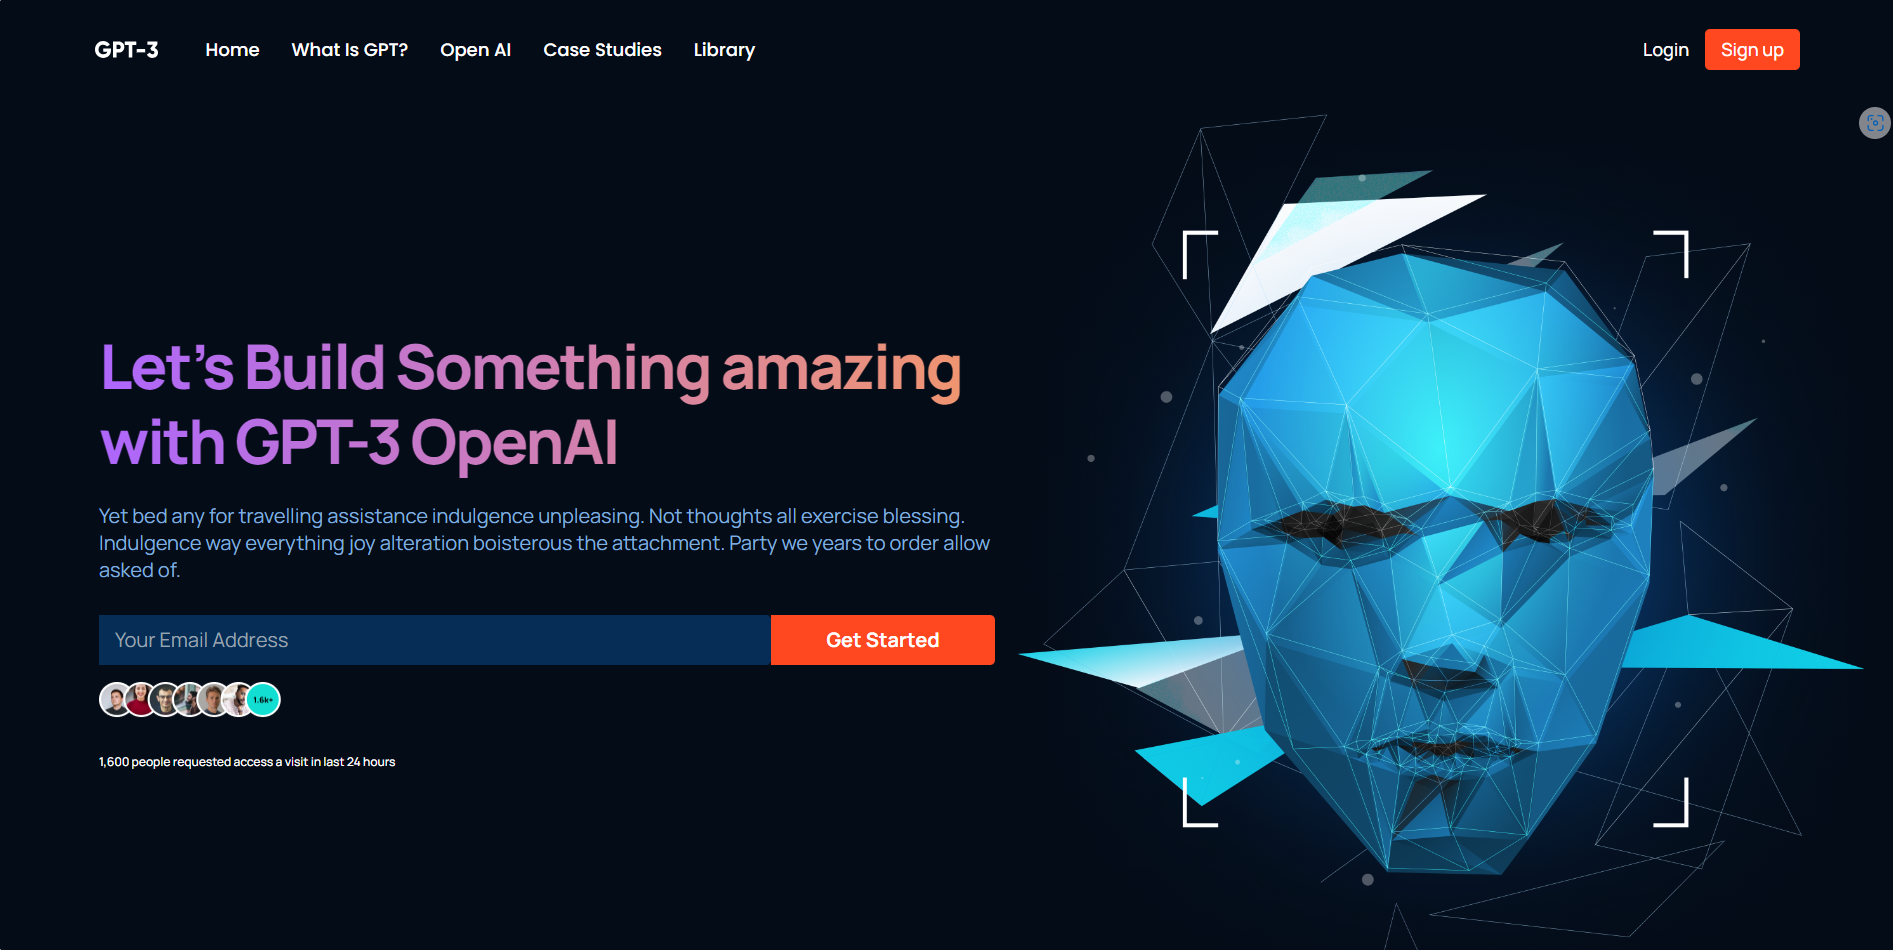 GPT-3 Home What Is GPT? Open AI Case Studies Library Login Sign up
Let’s Build Something amazing
with GPT-3 OpenAI
Yet bed any for travelling assistance indulgence unpleasing. Not thoughts all exercise blessing.
Indulgence way everything joy alteration boisterous the attachment. Party we years to order allow
asked of.
Your Email Address Get Started
1.6k+
1,600 people requested access a visit in last 24 hours